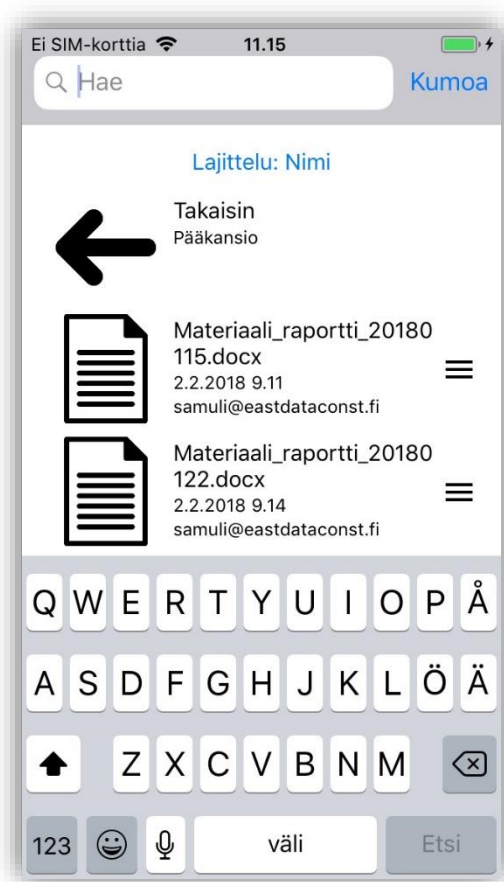 Ei SIM-korttia 11.15
Hae Kumoa
Lajittelu: Nimi
Takaisin
Pääkansio
Materiaali_raportti_20180
115.docx
2.2.2018 9.11
samuli@eastdataconst.fi
Materiaali_raportti_20180
122.docx
2.2.2018 9.14
samuli@eastdataconst.fi
Q W E R T Y U I O P Å
A S D F G H J K L Ö Ä
Z X C V B N M
123 väli Etsi